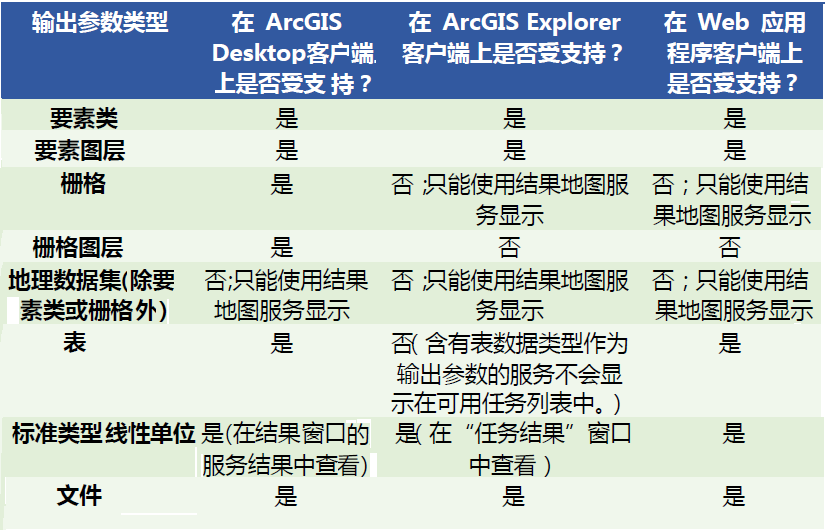 输出参数类型
在 ArcGIS Desktop客户端上是否受支持？
在 ArcGIS Explorer 客户端上是否受支持？
在 Web 应用程序客户端上是否受支持？
要素类 是 是 是
要素图层 是 是 是
栅格 是
否;只能使用结果地图服务显示
否；只能使用结果地图服务显示
栅格图层 是 否 否
地理数据集(除要素类或栅格外)
否;只能使用结果地图服务显示
否;只能使用结果地图服务显示
否；只能使用结果地图服务显示
表 是
否(含有表数据类型作为输出参数的服务不会显示在可用任务列表中。)
是
标准类型线性单位
是(在结果窗口的服务结果中查看)
是(在“任务结果”窗口中查看)
是
文件 是 是 是